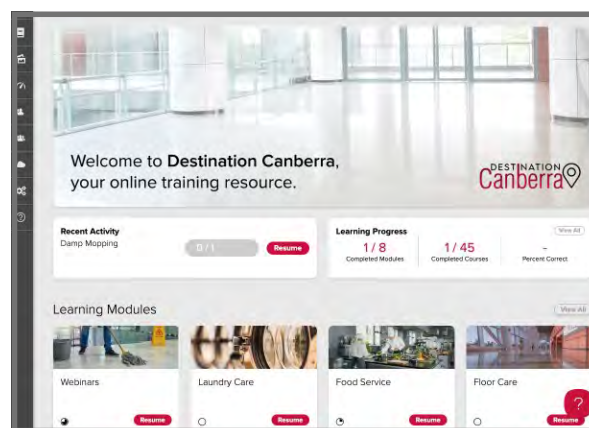 Welcome to Destination Canberra,
your online training resource.
DESTINATION
Canberra
Recent Activity
Damp Mopping
0 / 1
Resume
Learning Progress
View All
1 / 8
Completed Modules
1 / 45
Completed Courses
-
Percent Correct
Learning Modules
View All
Webinars
Laundry Care
Food Service
Floor Care
Resume
Resume
Resume
Resume
?